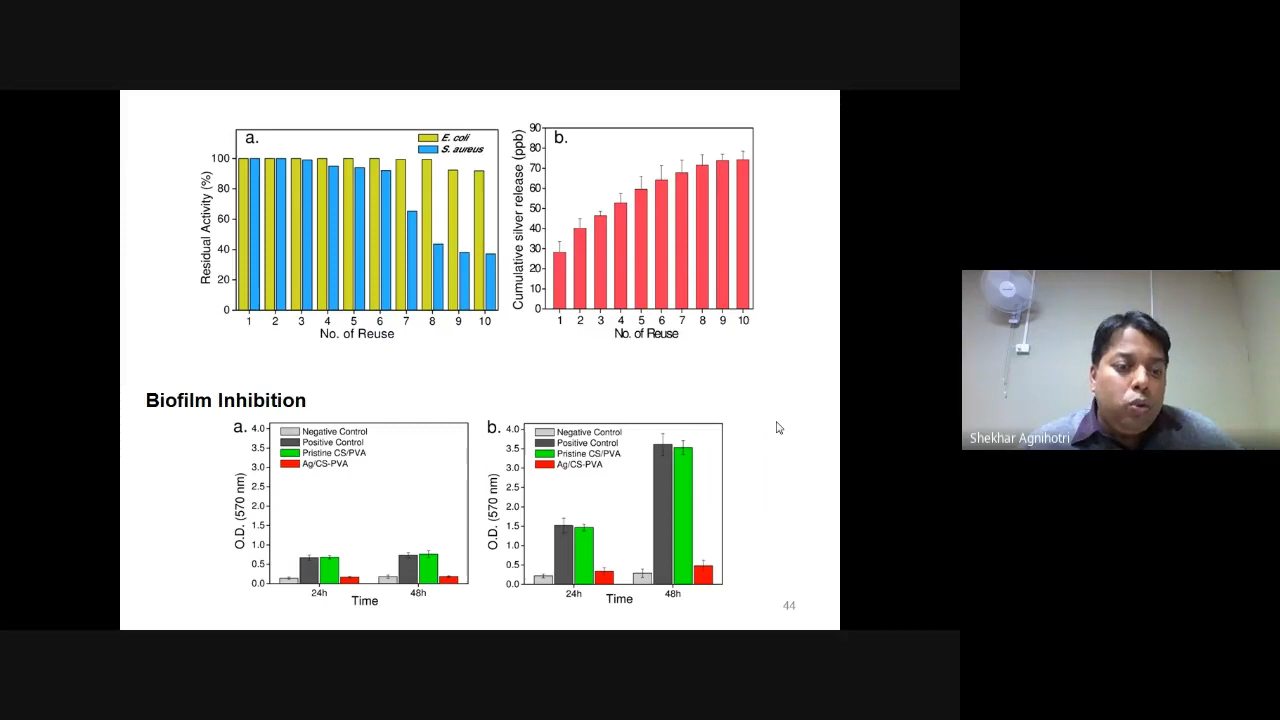 a.
E. coli
S. aureus
Residual Activity (%)
100
80
60
40
20
0
1 2 3 4 5 6 7 8 9 10
No. of Reuse
b.
Cumulative silver release (ppb)
90
80
70
60
50
40
30
20
10
0
1 2 3 4 5 6 7 8 9 10
No. of Reuse
Biofilm Inhibition
a.
Negative Control
Positive Control
Pristine CS/PVA
Ag/CS-PVA
O.D. (570 nm)
4.0
3.5
3.0
2.5
2.0
1.5
1.0
0.5
0.0
24h 48h
Time
b.
Negative Control
Positive Control
Pristine CS/PVA
Ag/CS-PVA
O.D. (570 nm)
4.0
3.5
3.0
2.5
2.0
1.5
1.0
0.5
0.0
24h 48h
Time
44
Shekhar Agnihotri